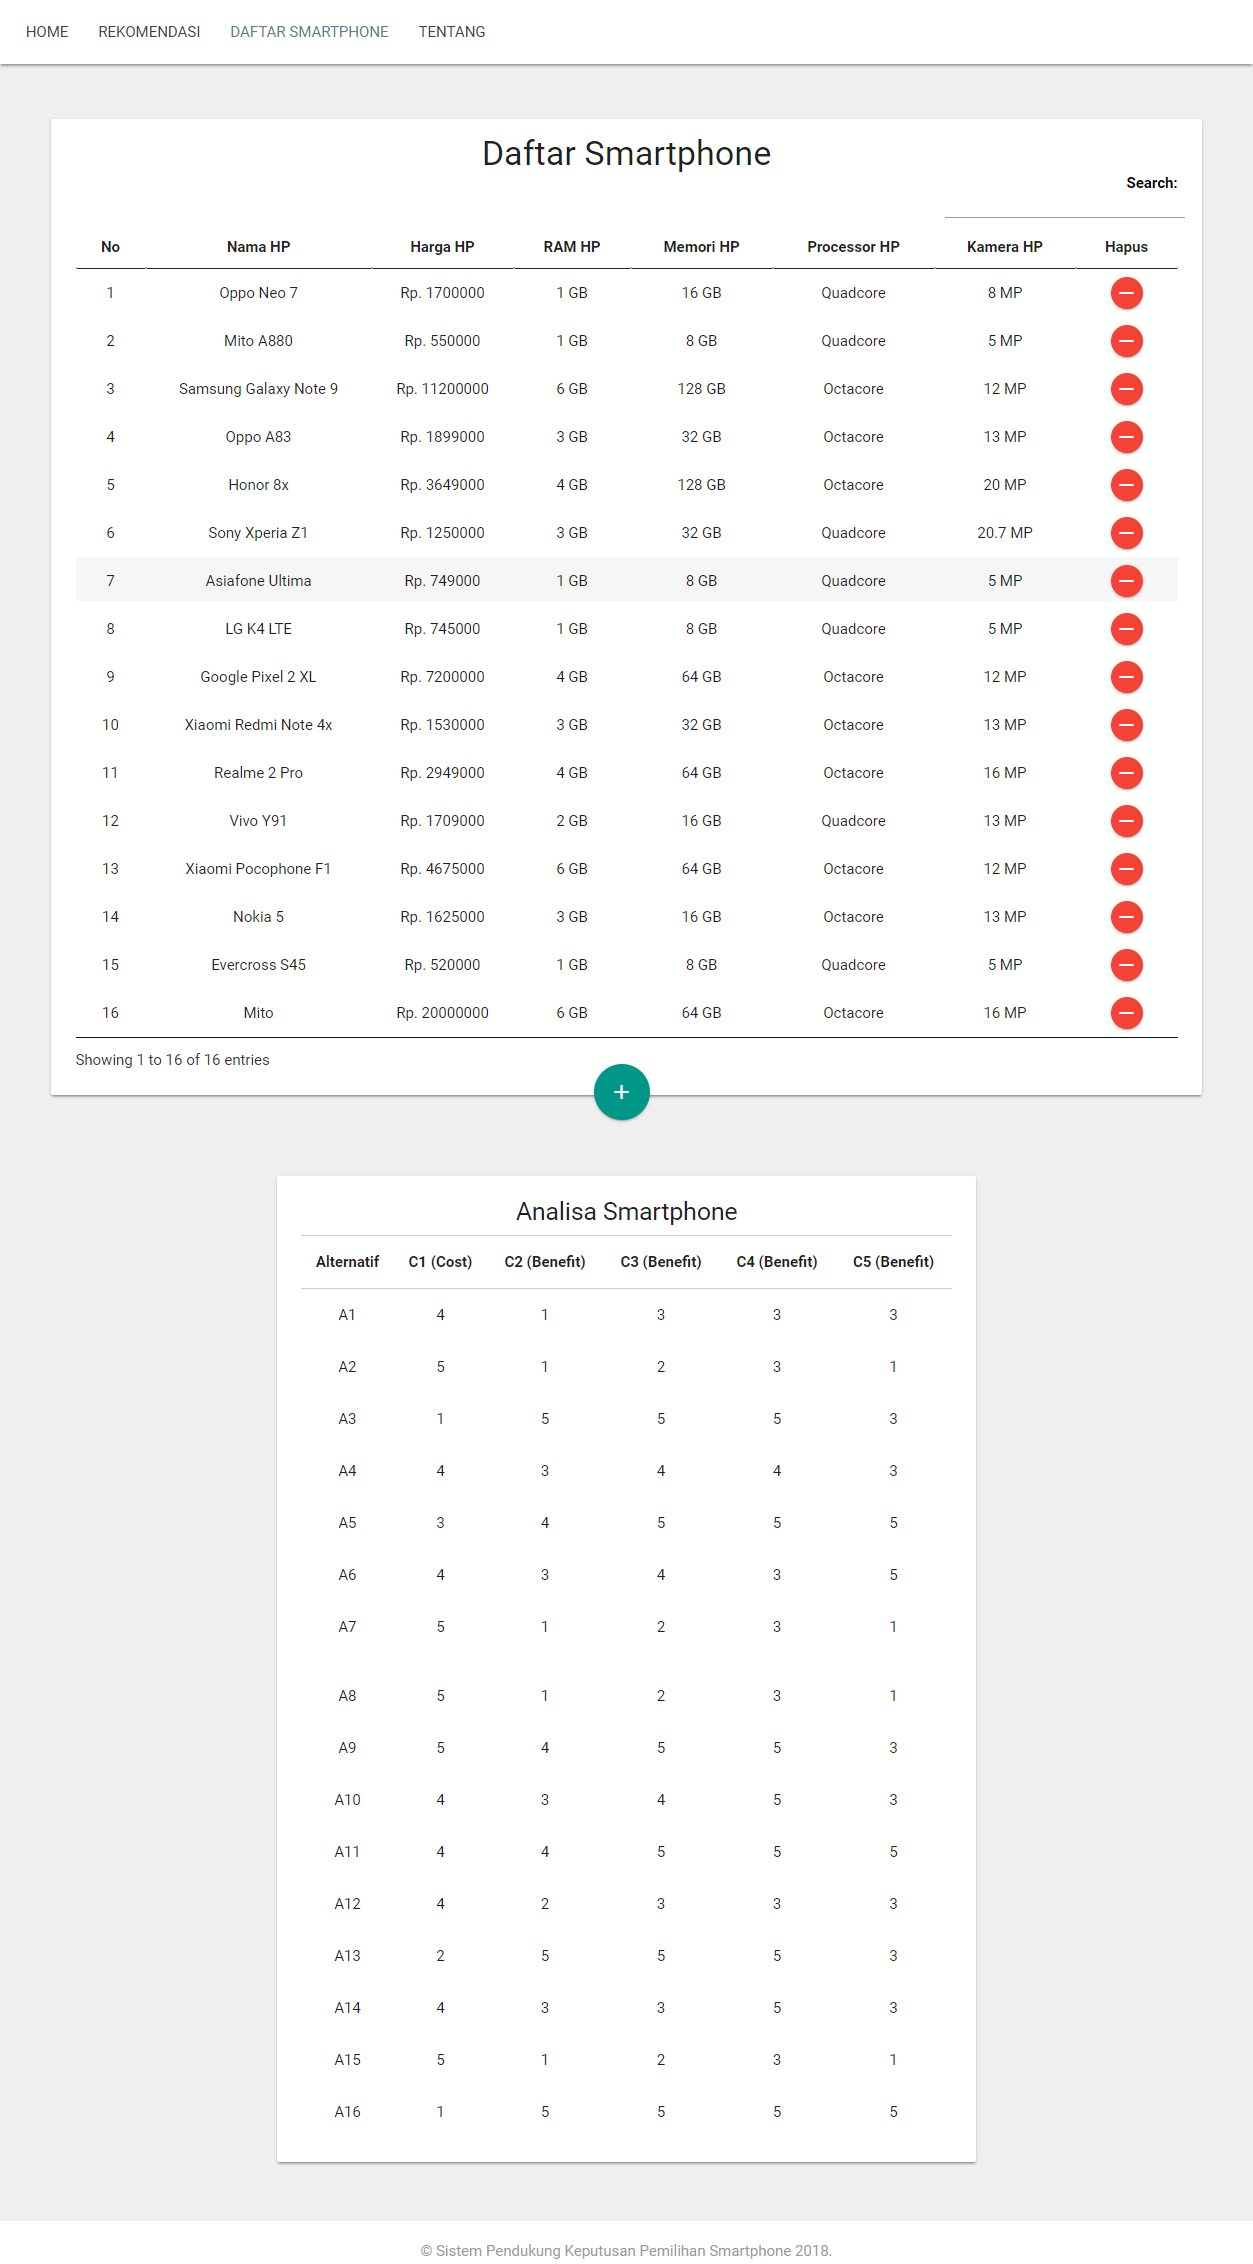 HOME REKOMENDASI DAFTAR SMARTPHONE TENTANG
Daftar Smartphone
Search:
No Nama HP Harga HP RAM HP Memori HP Processor HP Kamera HP Hapus
1 Oppo Neo 7 Rp. 1700000 1 GB 16 GB Quadcore 8 MP
2 Mito A880 Rp. 550000 1 GB 8 GB Quadcore 5 MP
3 Samsung Galaxy Note 9 Rp. 11200000 6 GB 128 GB Octacore 12 MP
4 Oppo A83 Rp. 1899000 3 GB 32 GB Octacore 13 MP
5 Honor 8x Rp. 3649000 4 GB 128 GB Octacore 20 MP
6 Sony Xperia Z1 Rp. 1250000 3 GB 32 GB Quadcore 20.7 MP
7 Asiafone Ultima Rp. 749000 1 GB 8 GB Quadcore 5 MP
8 LG K4 LTE Rp. 745000 1 GB 8 GB Quadcore 5 MP
9 Google Pixel 2 XL Rp. 7200000 4 GB 64 GB Octacore 12 MP
10 Xiaomi Redmi Note 4x Rp. 1530000 3 GB 32 GB Octacore 13 MP
11 Realme 2 Pro Rp. 2949000 4 GB 64 GB Octacore 16 MP
12 Vivo Y91 Rp. 1709000 2 GB 16 GB Quadcore 13 MP
13 Xiaomi Pocophone F1 Rp. 4675000 6 GB 64 GB Octacore 12 MP
14 Nokia 5 Rp. 1625000 3 GB 16 GB Octacore 13 MP
15 Evercross S45 Rp. 520000 1 GB 8 GB Quadcore 5 MP
16 Mito Rp. 20000000 6 GB 64 GB Octacore 16 MP
Showing 1 to 16 of 16 entries
+
Analisa Smartphone
Alternatif C1 (Cost) C2 (Benefit) C3 (Benefit) C4 (Benefit) C5 (Benefit)
A1 4 1 3 3 3
A2 5 1 2 3 1
A3 1 5 5 5 3
A4 4 3 4 4 3
A5 3 4 5 5 5
A6 4 3 4 3 5
A7 5 1 2 3 1
A8 5 1 2 3 1
A9 5 4 5 5 3
A10 4 3 4 5 3
A11 4 4 5 5 5
A12 4 2 3 3 3
A13 2 5 5 5 3
A14 4 3 3 5 3
A15 5 1 2 3 1
A16 1 5 5 5 5
© Sistem Pendukung Keputusan Pemilihan Smartphone 2018.